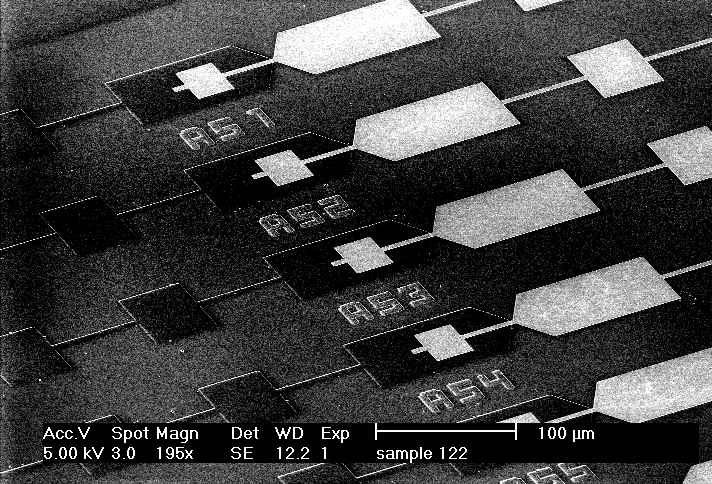 AS1
AS2
AS3
AS4
Acc.V Spot Magn Det WD Exp 100 µm
5.00 kV 3.0 195x SE 12.2 1 sample 122
AS5